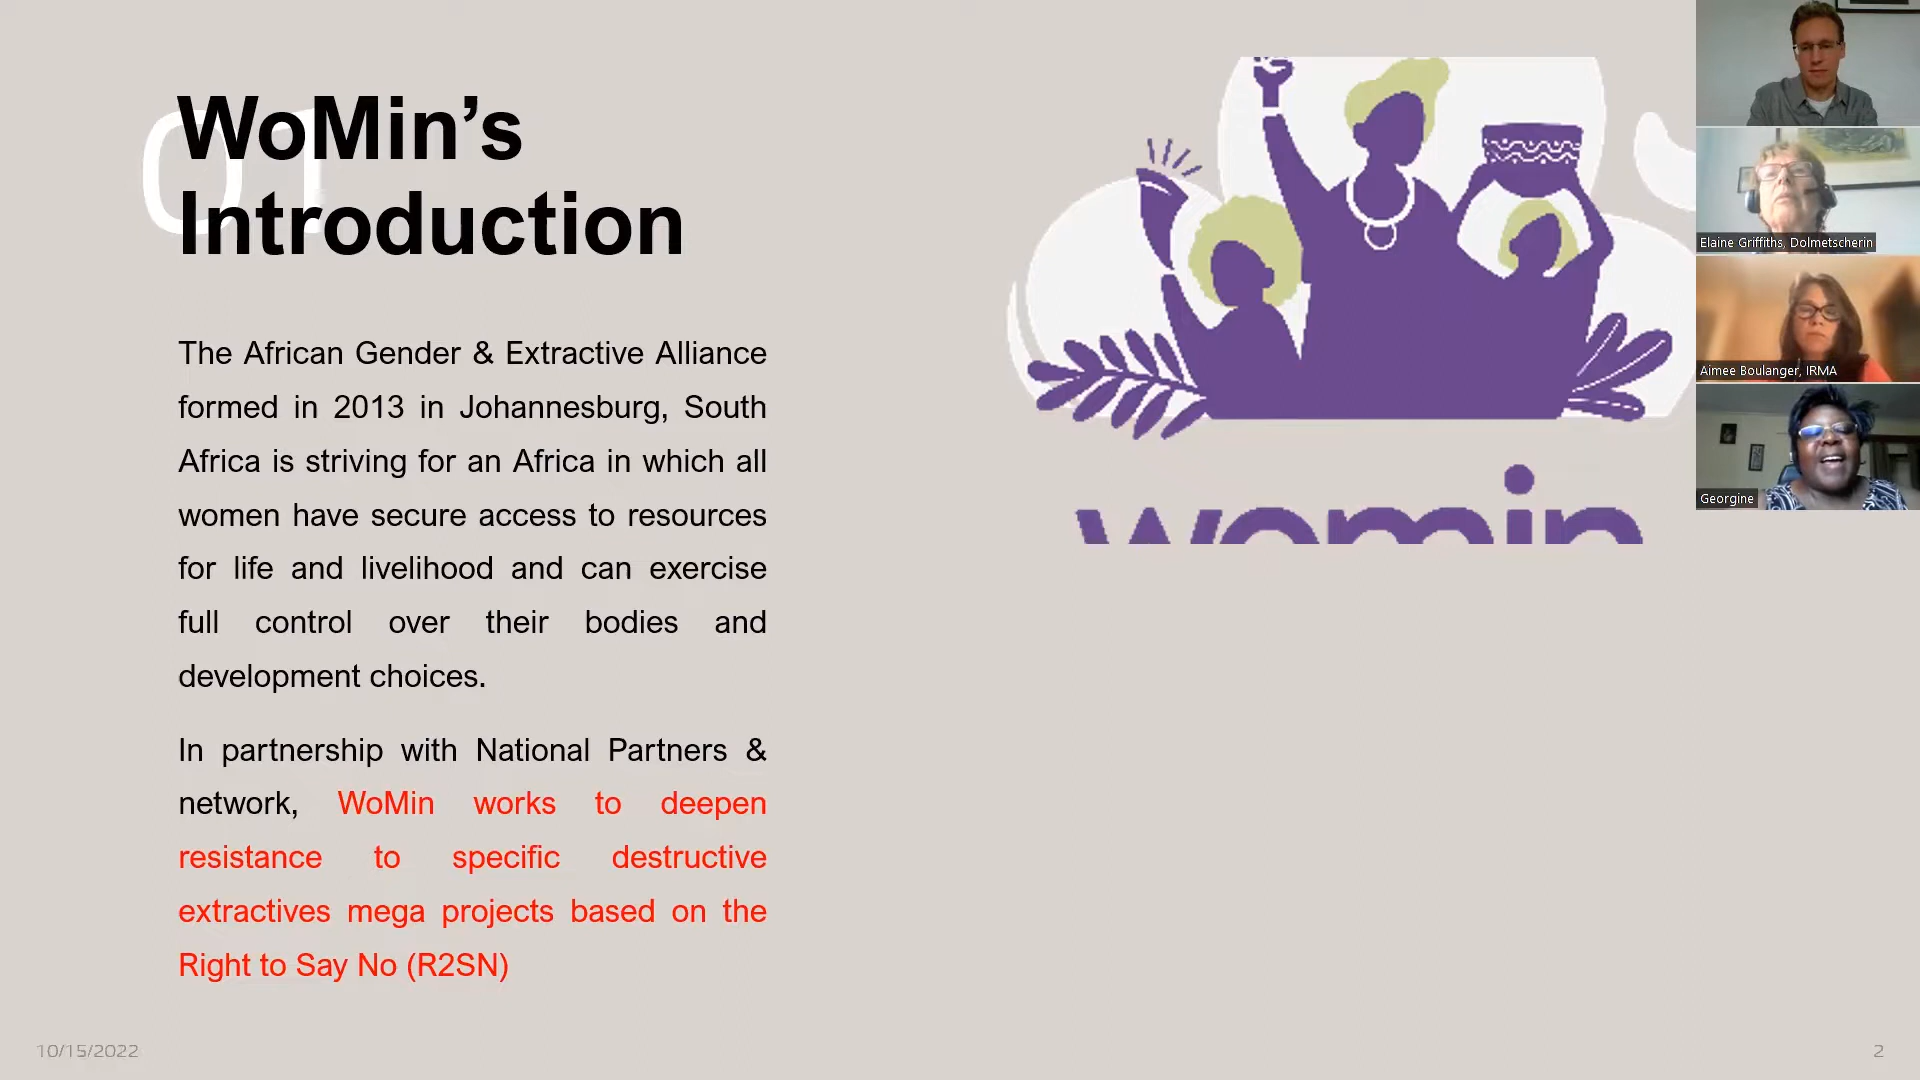 01
WoMin’s
Introduction
The African Gender & Extractive Alliance
formed in 2013 in Johannesburg, South
Africa is striving for an Africa in which all
women have secure access to resources
for life and livelihood and can exercise
full control over their bodies and
development choices.
In partnership with National Partners &
network, WoMin works to deepen
resistance to specific destructive
extractives mega projects based on the
Right to Say No (R2SN)
womin
Elaine Griffiths, Dolmetscherin
Aimee Boulanger, IRMA
Georgine
10/15/2022
2